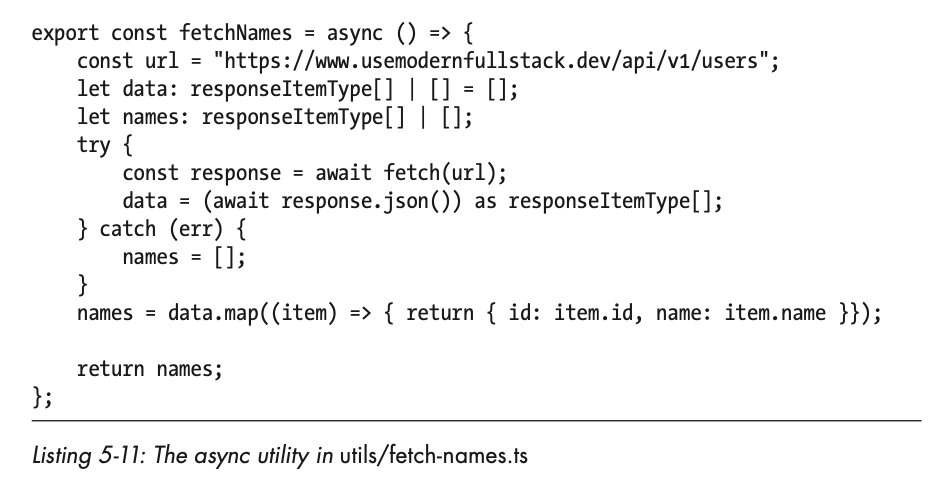 export const fetchNames = async () => {
    const url = "https://www.usemodernfullstack.dev/api/v1/users";
    let data: responseItemType[] | [] = [];
    let names: responseItemType[] | [];
    try {
        const response = await fetch(url);
        data = (await response.json()) as responseItemType[];
    } catch (err) {
        names = [];
    }
    names = data.map((item) => { return { id: item.id, name: item.name }});

    return names;
};
Listing 5-11: The async utility in utils/fetch-names.ts